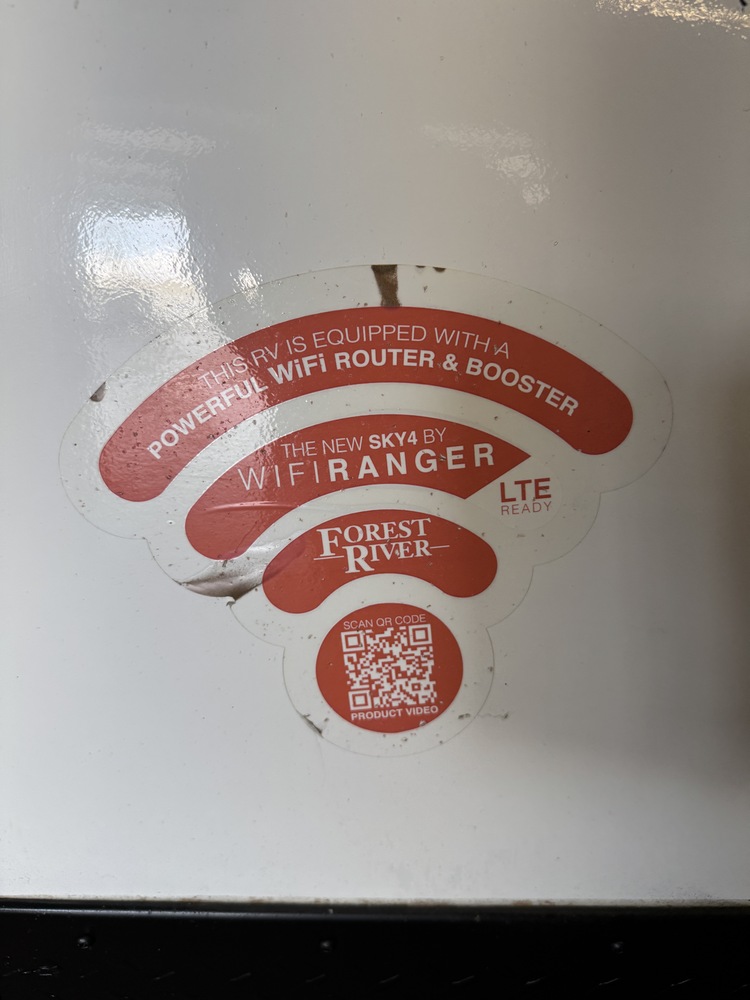 THIS RV IS EQUIPPED WITH A
POWERFUL WiFi ROUTER & BOOSTER
THE NEW SKY4 BY
WIFIRANGER
LTE
READY
FOREST
RIVER
SCAN QR CODE
PRODUCT VIDEO